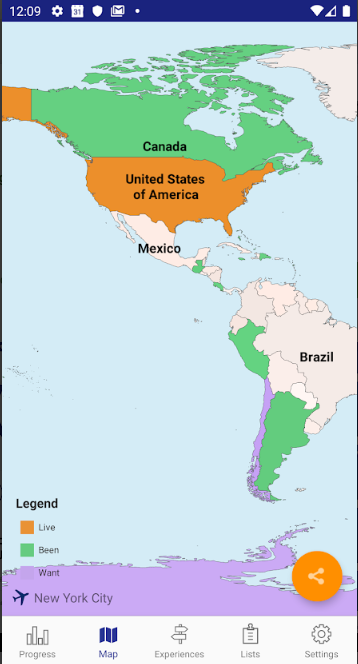 12:09
31
Canada
United States
of America
Mexico
Brazil
Legend
Live
Been
Want
New York City
Progress
Map
Experiences
Lists
Settings